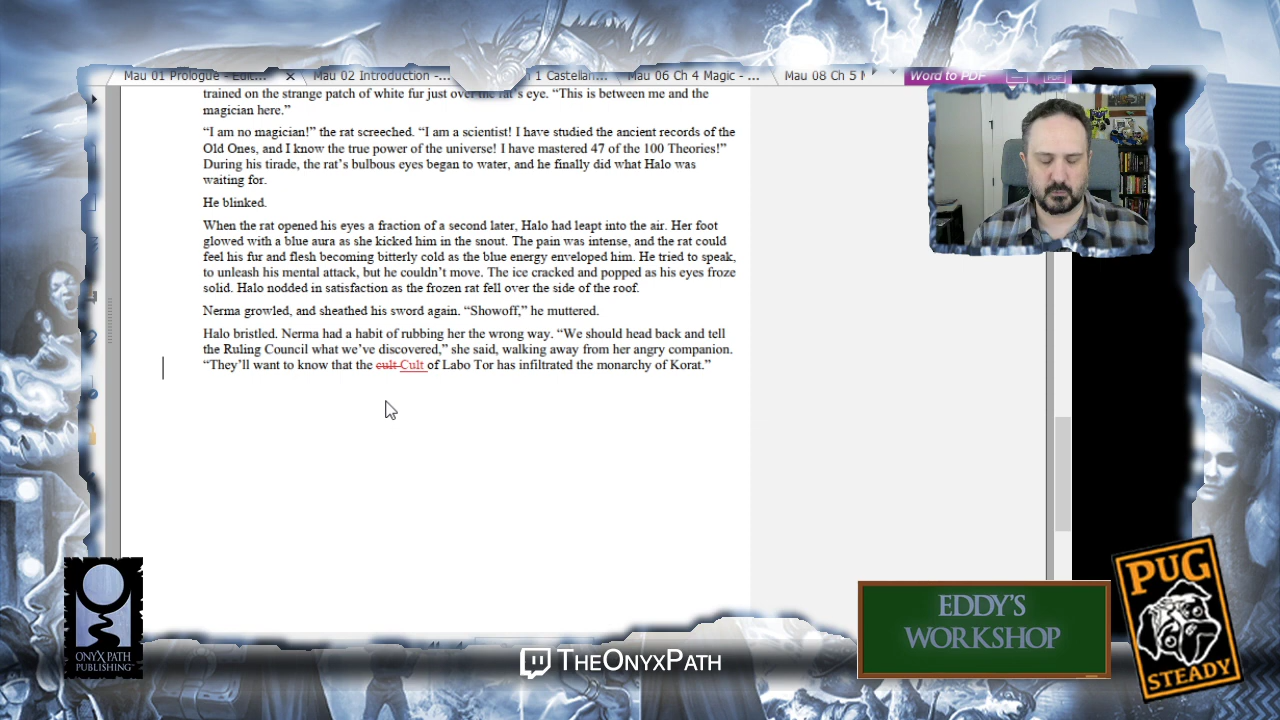 Mau 01 Prologue - Edit...
Mau 02 Introduction -...
1 Castellan...
Mau 06 Ch 4 Magic - ...
Mau 08 Ch 5
Word to PDF
trained on the strange patch of white fur just over the rat's eye. “This is between me and the
magician here.”
“I am no magician!” the rat screeched. “I am a scientist! I have studied the ancient records of the
Old Ones, and I know the true power of the universe! I have mastered 47 of the 100 Theories!”
During his tirade, the rat’s bulbous eyes began to water, and he finally did what Halo was
waiting for.
He blinked.
When the rat opened his eyes a fraction of a second later, Halo had leapt into the air. Her foot
glowed with a blue aura as she kicked him in the snout. The pain was intense, and the rat could
feel his fur and flesh becoming bitterly cold as the blue energy enveloped him. He tried to speak,
to unleash his mental attack, but he couldn’t move. The ice cracked and popped as his eyes froze
solid. Halo nodded in satisfaction as the frozen rat fell over the side of the roof.
Nerma growled, and sheathed his sword again. “Showoff,” he muttered.
Halo bristled. Nerma had a habit of rubbing her the wrong way. “We should head back and tell
the Ruling Council what we’ve discovered,” she said, walking away from her angry companion.
“They’ll want to know that the cult Cult of Labo Tor has infiltrated the monarchy of Korat.”
ONYX PATH
PUBLISHING™
THEONYXPATH
EDDY'S
WORKSHOP
PUG
STEADY